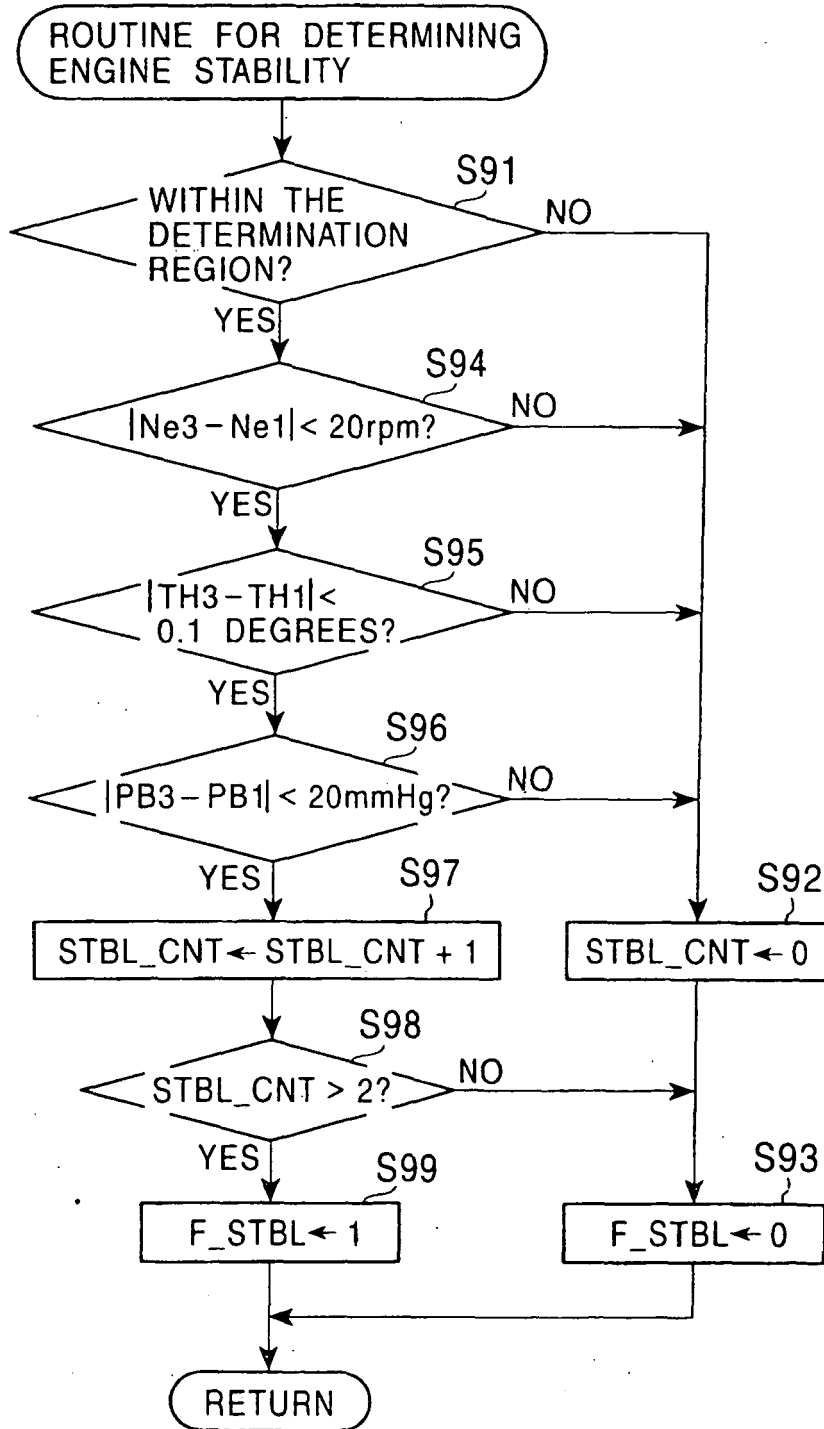 ROUTINE FOR DETERMINING
ENGINE STABILITY
S91
WITHIN THE
DETERMINATION
REGION?
NO
YES
S94
|Ne3-Ne1| < 20rpm?
NO
YES
S95
|TH3-TH1| <
0.1 DEGREES?
NO
YES
S96
|PB3-PB1| < 20mmHg?
NO
YES
S97
STBL_CNT ← STBL_CNT + 1
S92
STBL_CNT ← 0
S98
STBL_CNT > 2?
NO
YES
S99
F_STBL ← 1
S93
F_STBL ← 0
RETURN